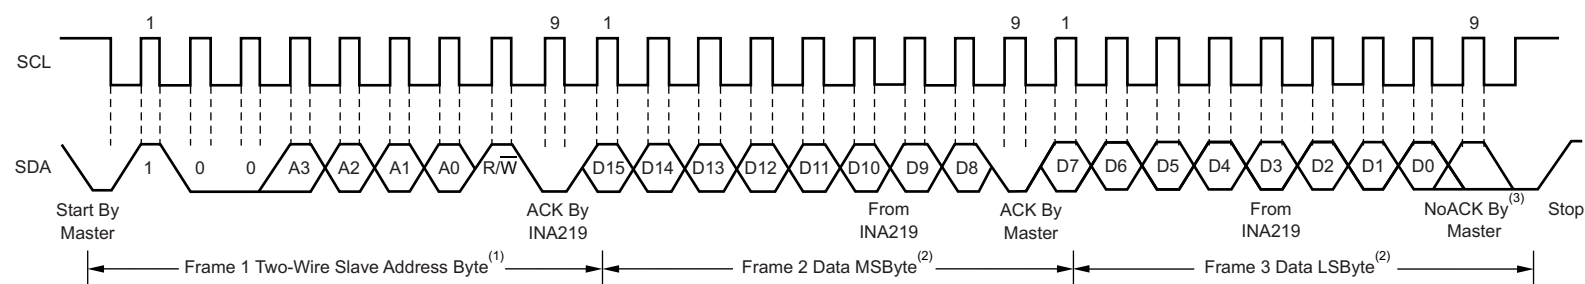 1 9 1 9 1 9
SCL
SDA 1 0 0 A3 A2 A1 A0 R/W̅ D15 D14 D13 D12 D11 D10 D9 D8 D7 D6 D5 D4 D3 D2 D1 D0
Start By
Master
ACK By
INA219
From
INA219
ACK By
Master
From
INA219
NoACK By(3)
Master
Stop
Frame 1 Two-Wire Slave Address Byte(1)
Frame 2 Data MSByte(2)
Frame 3 Data LSByte(2)